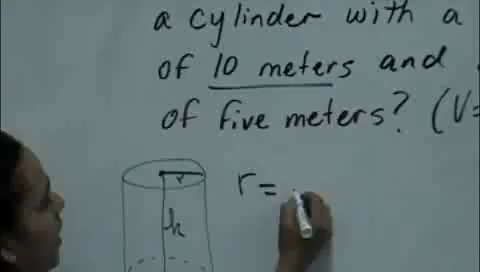 a cylinder with a
of 10 meters and
of five meters? (V=
r=
r
h